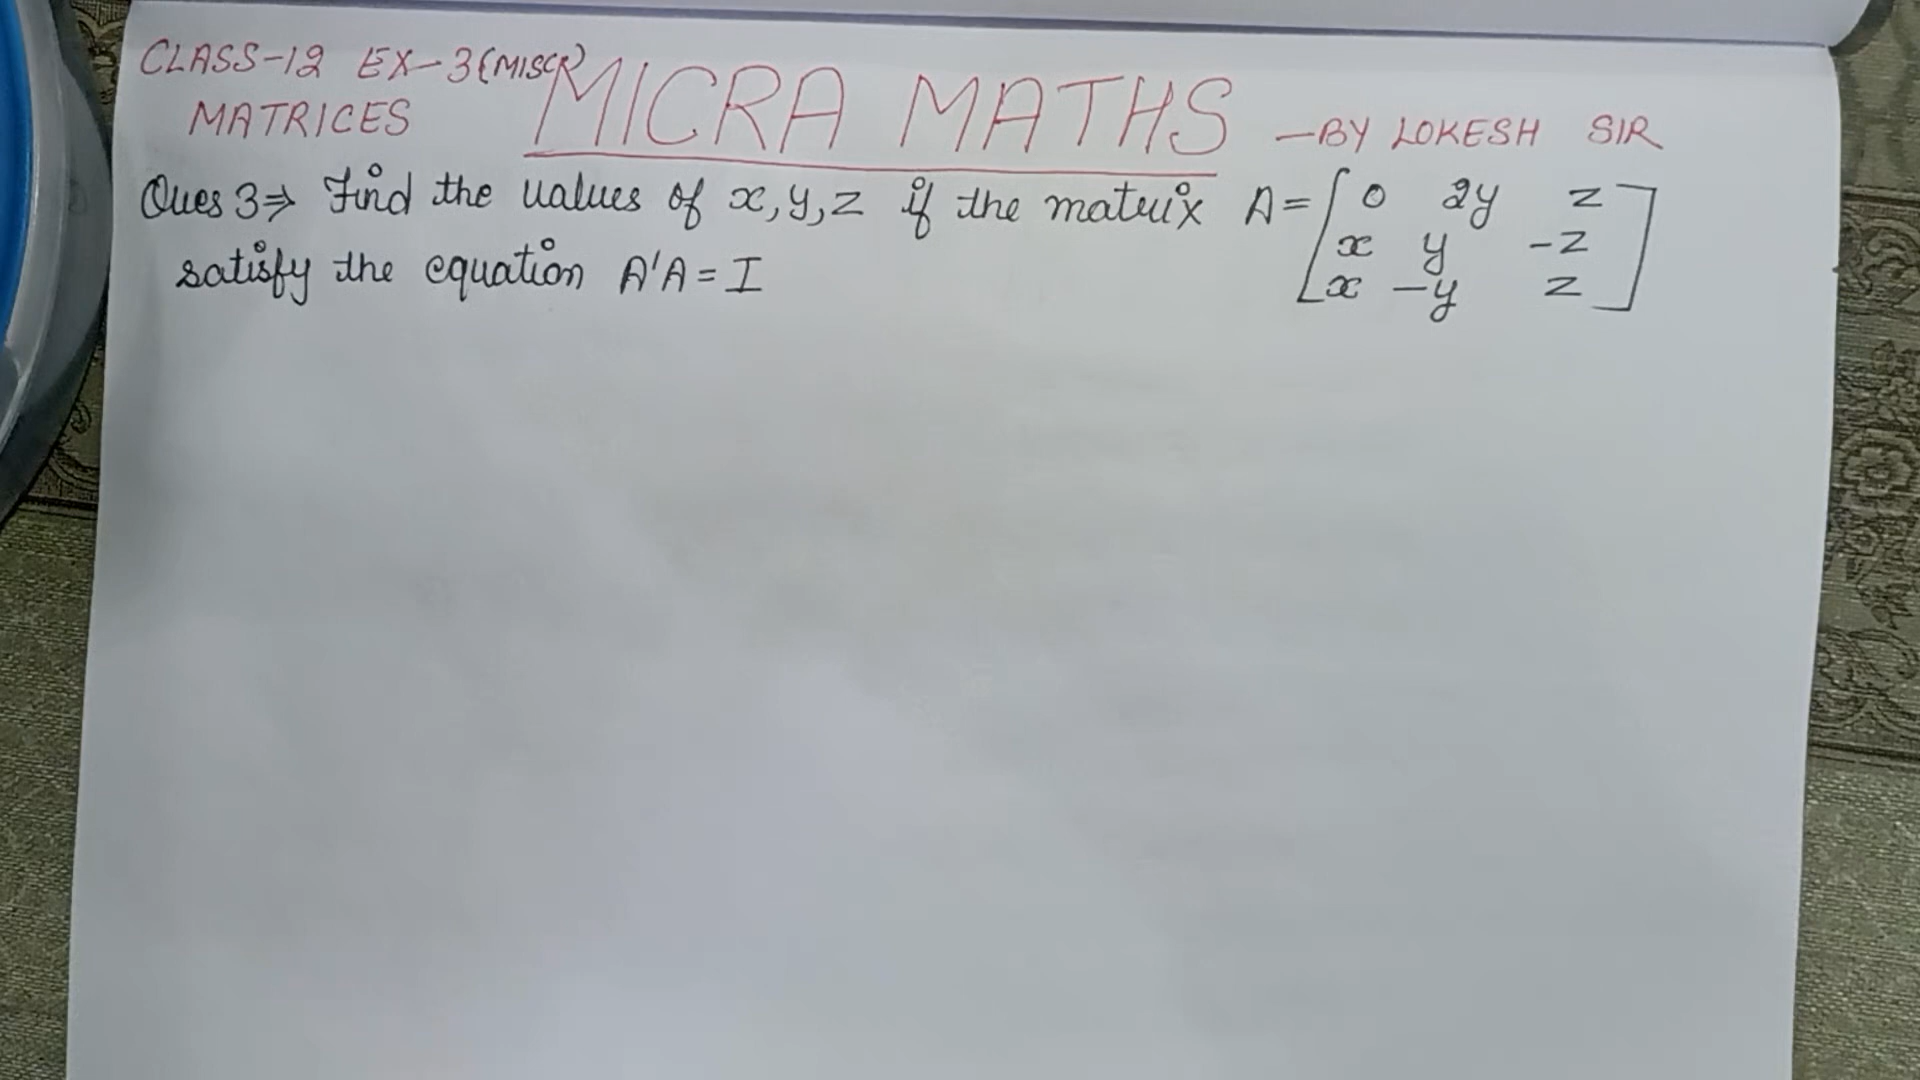 CLASS-12 EX-3(MISC)
MATRICES MICRA MATHS -BY LOKESH SIR
Ques 3⇒ Find the values of x, y, z if the matrix A = [0 2y z
x y -z
x -y z]
satisfy the equation A'A = I